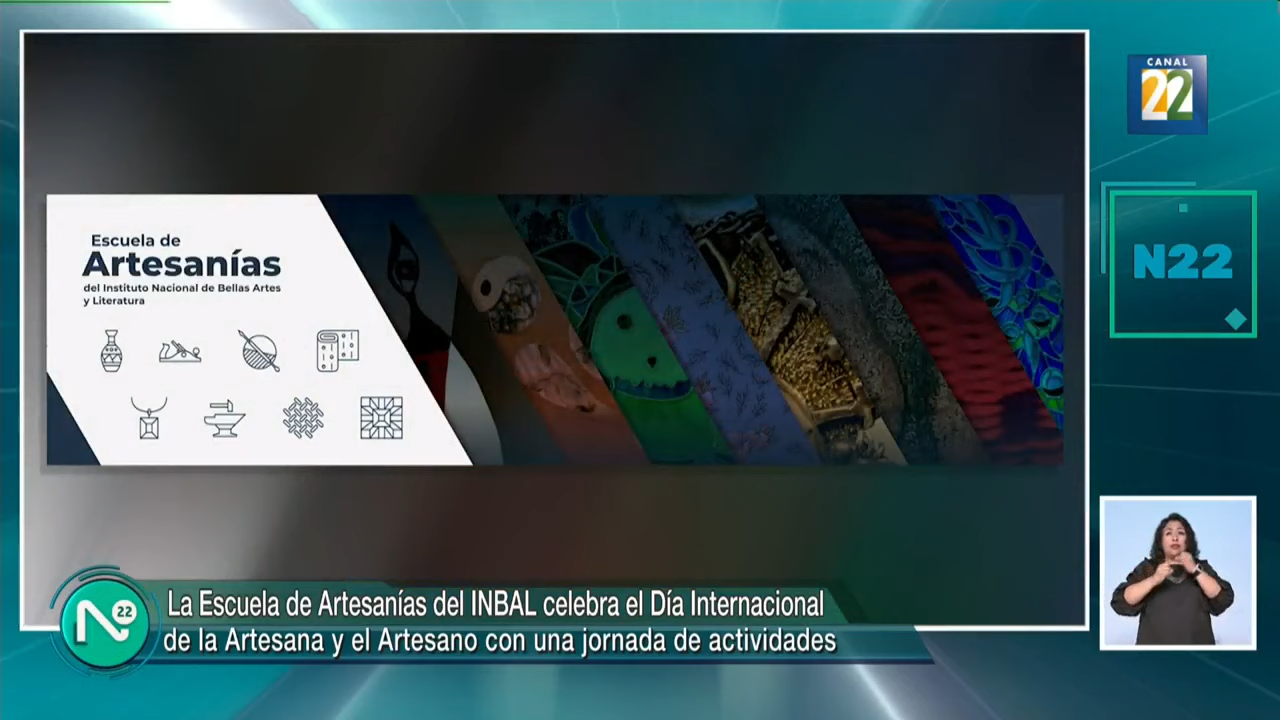 CANAL
22
Escuela de
Artesanías
del Instituto Nacional de Bellas Artes
y Literatura
N22
N22
La Escuela de Artesanías del INBAL celebra el Día Internacional
de la Artesana y el Artesano con una jornada de actividades